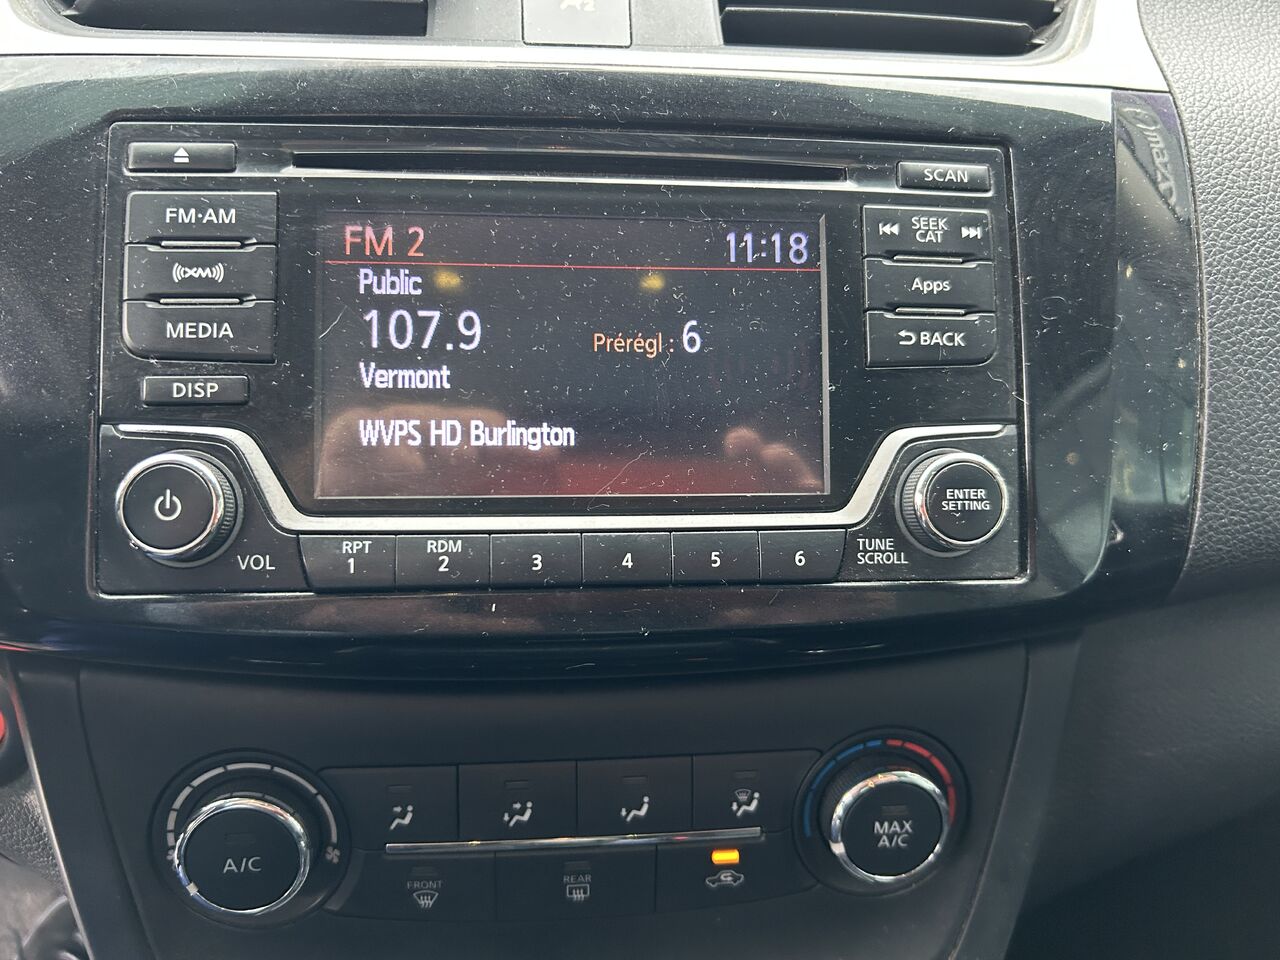 SCAN
FM·AM
XM
MEDIA
DISP
FM 2
11:18
Public
107.9
Prérégl : 6
Vermont
WVPS HD Burlington
SEEK
CAT
Apps
BACK
VOL
RPT
1
RDM
2
3
4
5
6
TUNE
SCROLL
ENTER
SETTING
A/C
FRONT
REAR
MAX
A/C